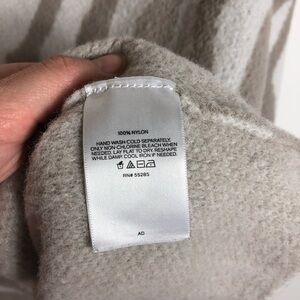 100% NYLON
HAND WASH COLD SEPARATELY.
ONLY NON-CHLORINE BLEACH WHEN
NEEDED. LAY FLAT TO DRY. RESHAPE
WHILE DAMP. COOL IRON IF NEEDED.
RN# 55285
AD